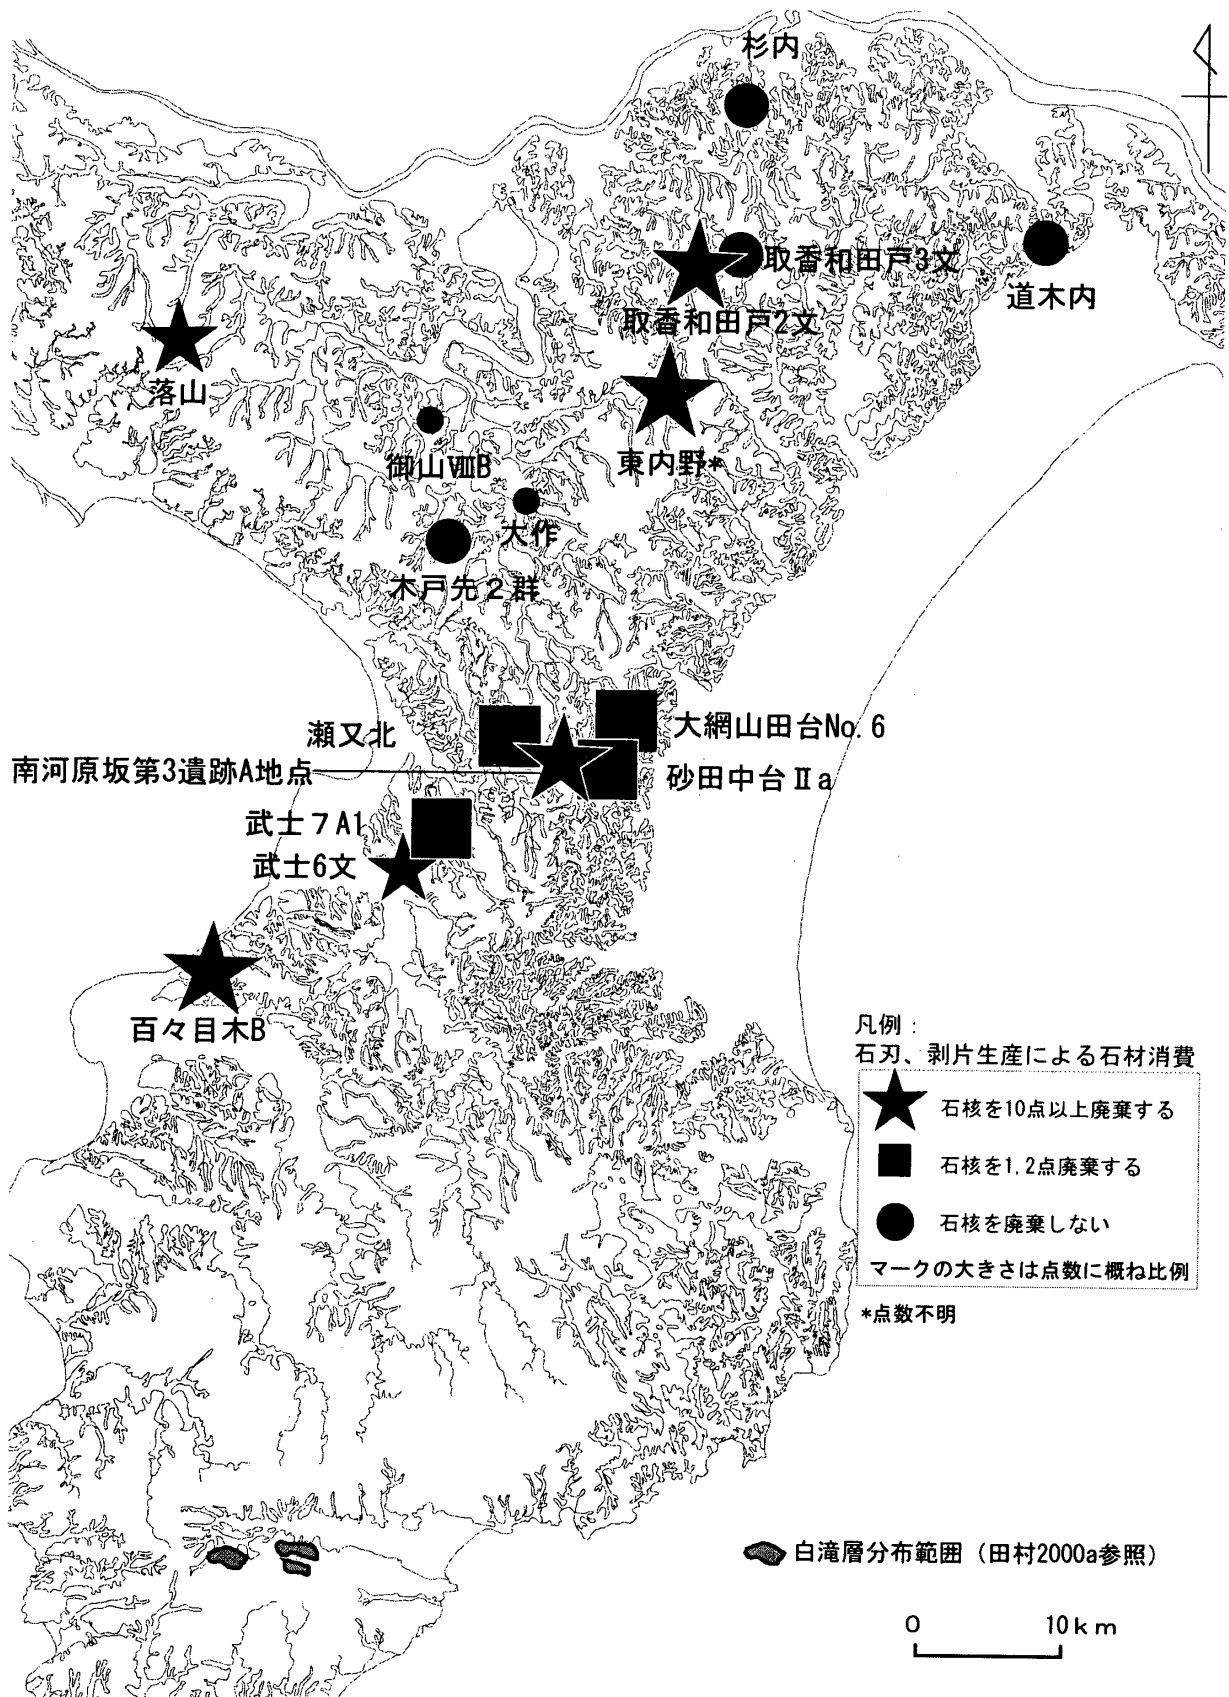 杉内
取香和田戸3文
道木内
取香和田戸2文
落山
御山ⅧB
東内野*
大作
木戸先2群
瀬又北
大網山田台No.6
南河原坂第3遺跡A地点
砂田中台Ⅱa
武士7A1
武士6文
百々目木B
凡例：
石刃、剥片生産による石材消費
石核を10点以上廃棄する
石核を1,2点廃棄する
石核を廃棄しない
マークの大きさは点数に概ね比例
*点数不明
白滝層分布範囲（田村2000a参照）
0 10km